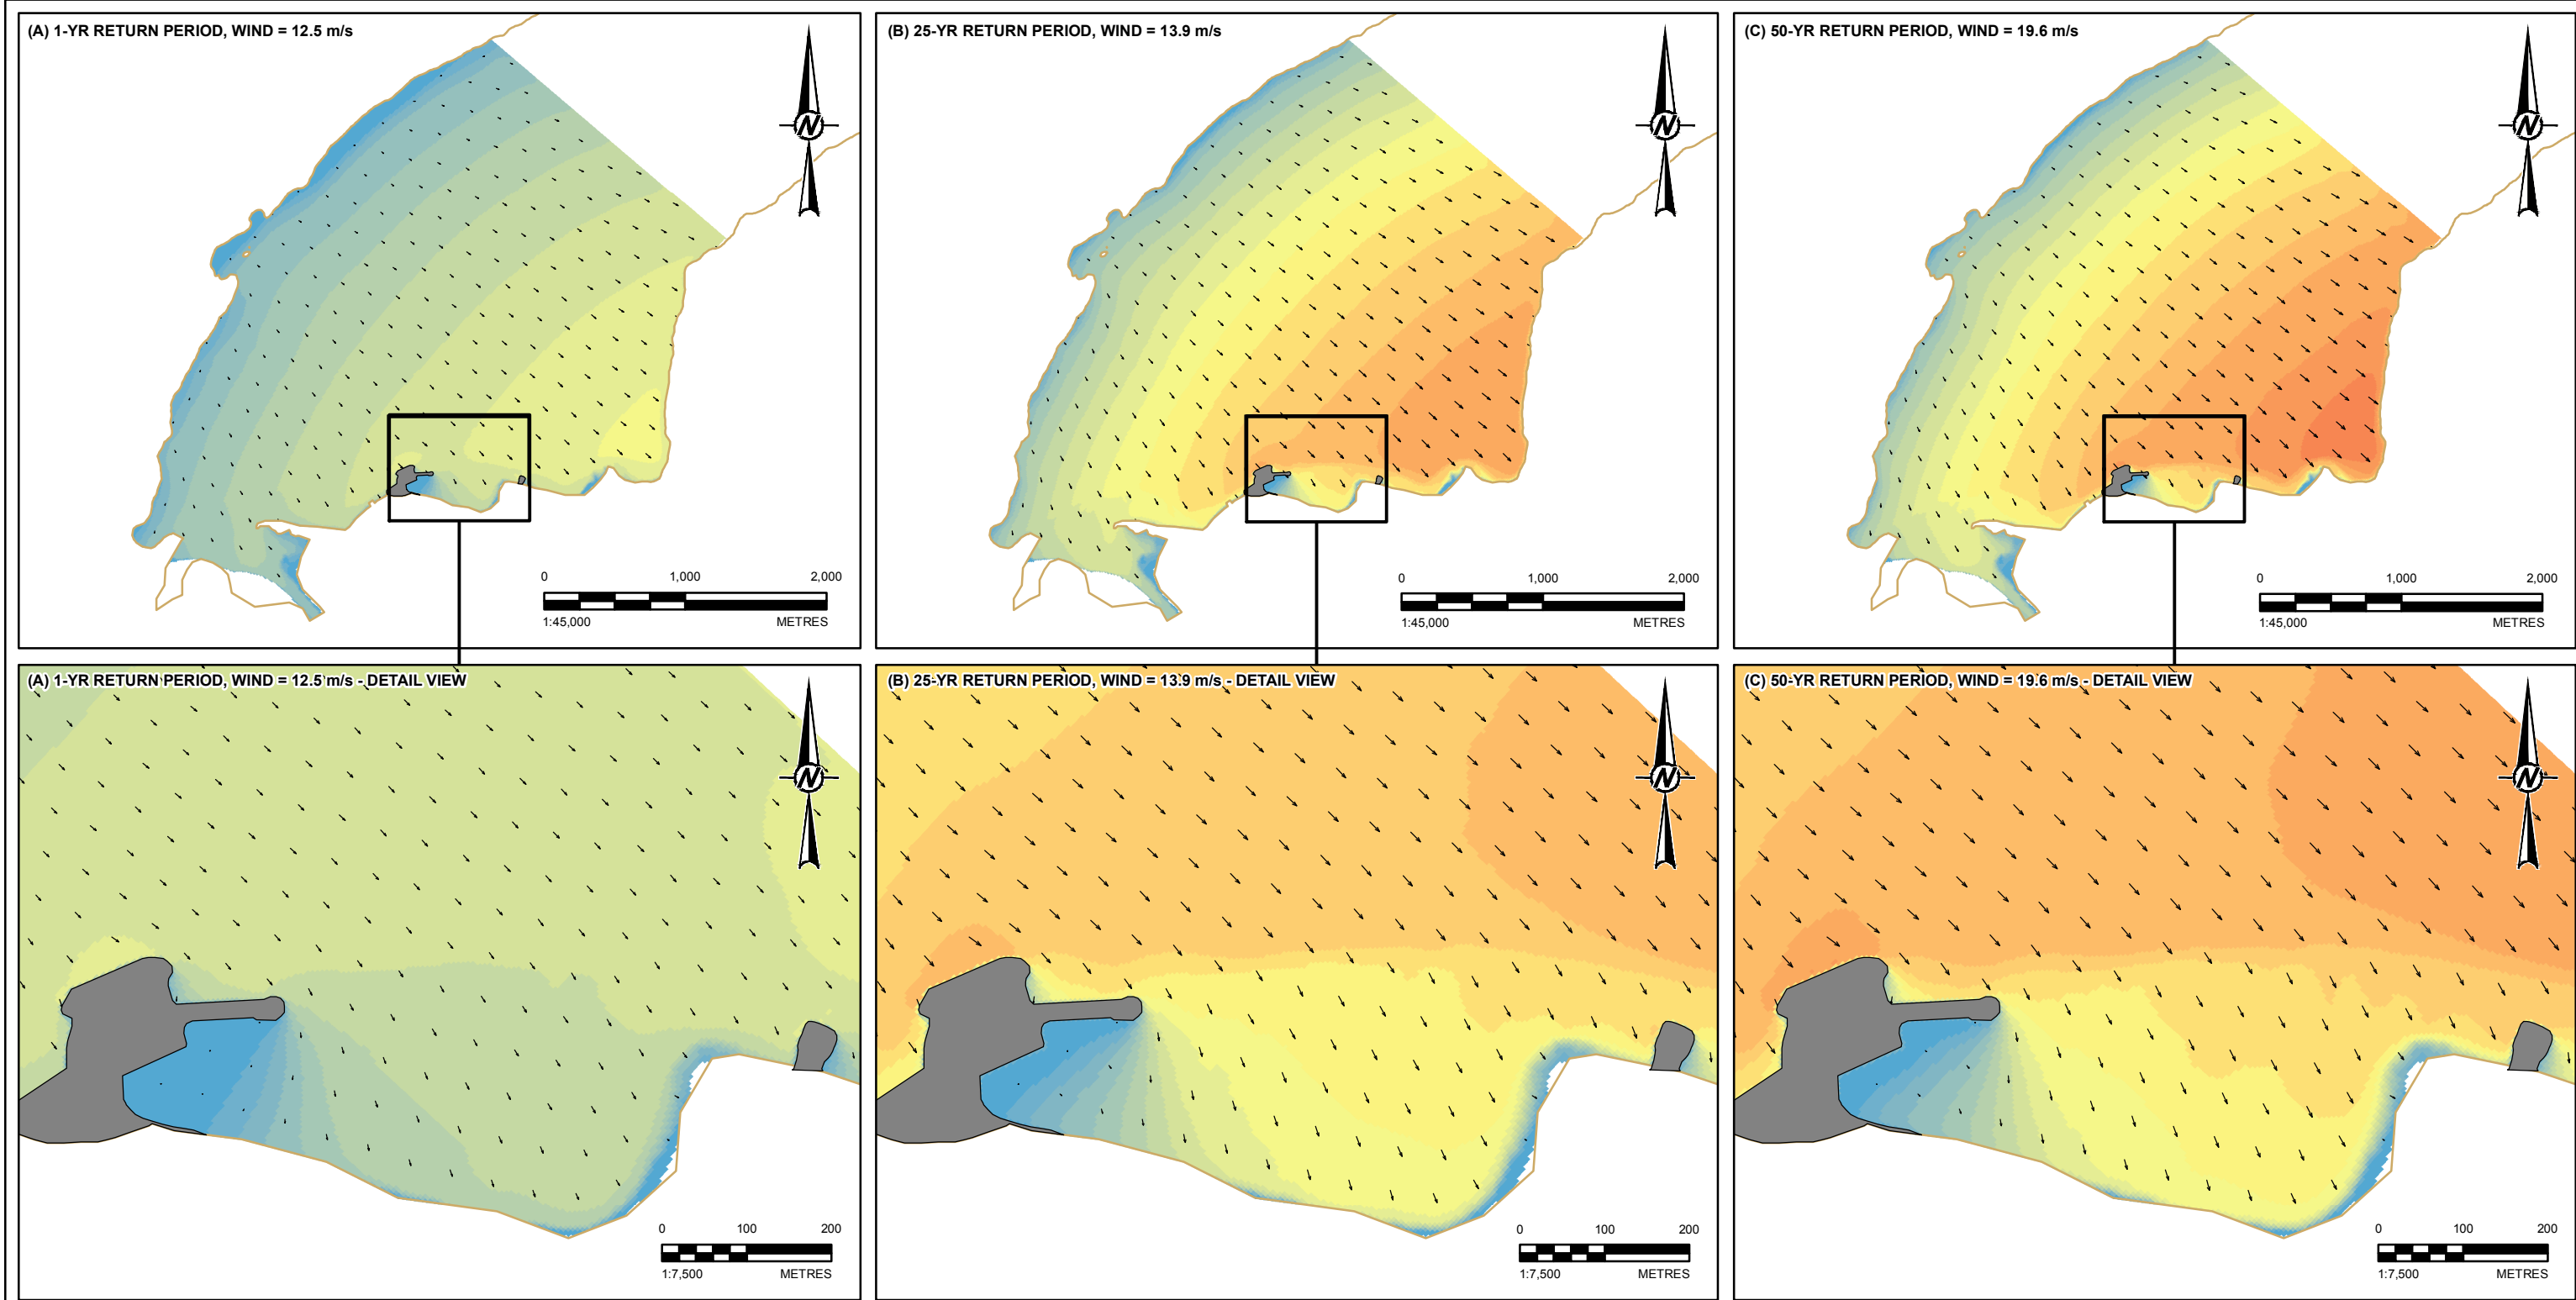 (A) 1-YR RETURN PERIOD, WIND = 12.5 m/s
N
0 1,000 2,000
1:45,000 METRES
(B) 25-YR RETURN PERIOD, WIND = 13.9 m/s
N
0 1,000 2,000
1:45,000 METRES
(C) 50-YR RETURN PERIOD, WIND = 19.6 m/s
N
0 1,000 2,000
1:45,000 METRES
(A) 1-YR RETURN PERIOD, WIND = 12.5 m/s - DETAIL VIEW
N
0 100 200
1:7,500 METRES
(B) 25-YR RETURN PERIOD, WIND = 13.9 m/s - DETAIL VIEW
N
0 100 200
1:7,500 METRES
(C) 50-YR RETURN PERIOD, WIND = 19.6 m/s - DETAIL VIEW
N
0 100 200
1:7,500 METRES